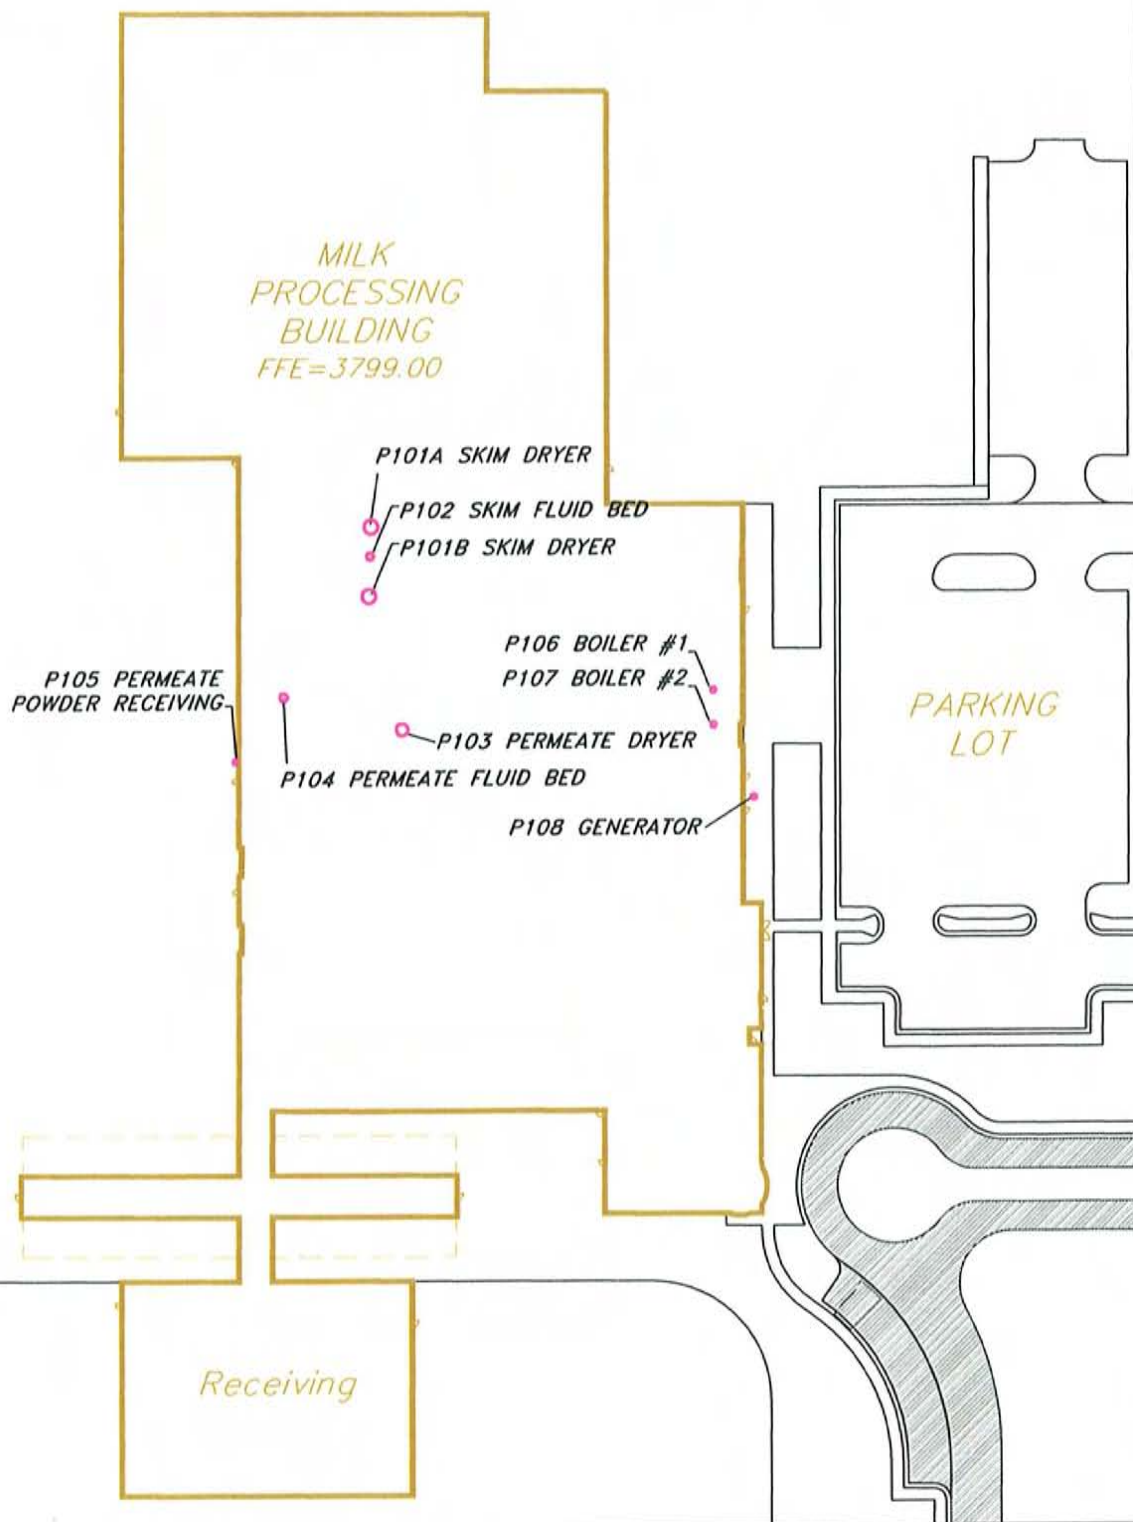 MILK
PROCESSING
BUILDING
FFE=3799.00
P101A SKIM DRYER
P102 SKIM FLUID BED
P101B SKIM DRYER
P106 BOILER #1
P107 BOILER #2
P105 PERMEATE
POWDER RECEIVING
P103 PERMEATE DRYER
P104 PERMEATE FLUID BED
P108 GENERATOR
PARKING
LOT
Receiving